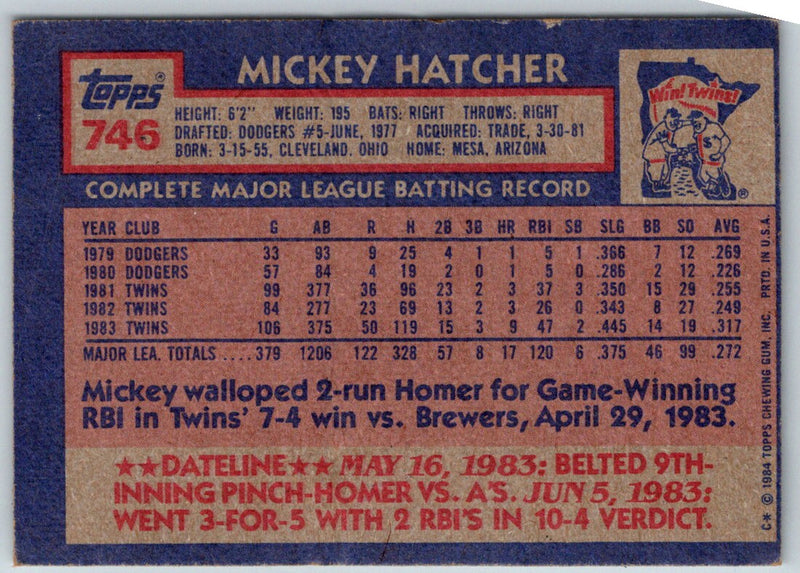 MICKEY HATCHER
Topps®
746
HEIGHT: 6'2" WEIGHT: 195 BATS: RIGHT THROWS: RIGHT
DRAFTED: DODGERS #5-JUNE, 1977 ACQUIRED: TRADE, 3-30-81
BORN: 3-15-55, CLEVELAND, OHIO HOME: MESA, ARIZONA
Win! Twins!
®
COMPLETE MAJOR LEAGUE BATTING RECORD
YEAR CLUB G AB R H 2B 3B HR RBI SB SLG BB SO AVG
1979 DODGERS 33 93 9 25 4 1 1 5 1 .366 7 12 .269
1980 DODGERS 57 84 4 19 2 0 1 5 0 .286 2 12 .226
1981 TWINS 99 377 36 96 23 2 3 37 3 .350 15 29 .255
1982 TWINS 84 277 23 69 13 2 3 26 0 .343 8 27 .249
1983 TWINS 106 375 50 119 15 3 9 47 2 .445 14 19 .317
MAJOR LEA. TOTALS ....379 1206 122 328 57 8 17 120 6 .375 46 99 .272
Mickey walloped 2-run Homer for Game-Winning
RBI in Twins' 7-4 win vs. Brewers, April 29, 1983.
★★DATELINE★★ MAY 16, 1983: BELTED 9TH-
INNING PINCH-HOMER VS. A'S. JUN 5, 1983:
WENT 3-FOR-5 WITH 2 RBI'S IN 10-4 VERDICT.
C* © 1984 TOPPS CHEWING GUM, INC. PRTD. IN U.S.A.